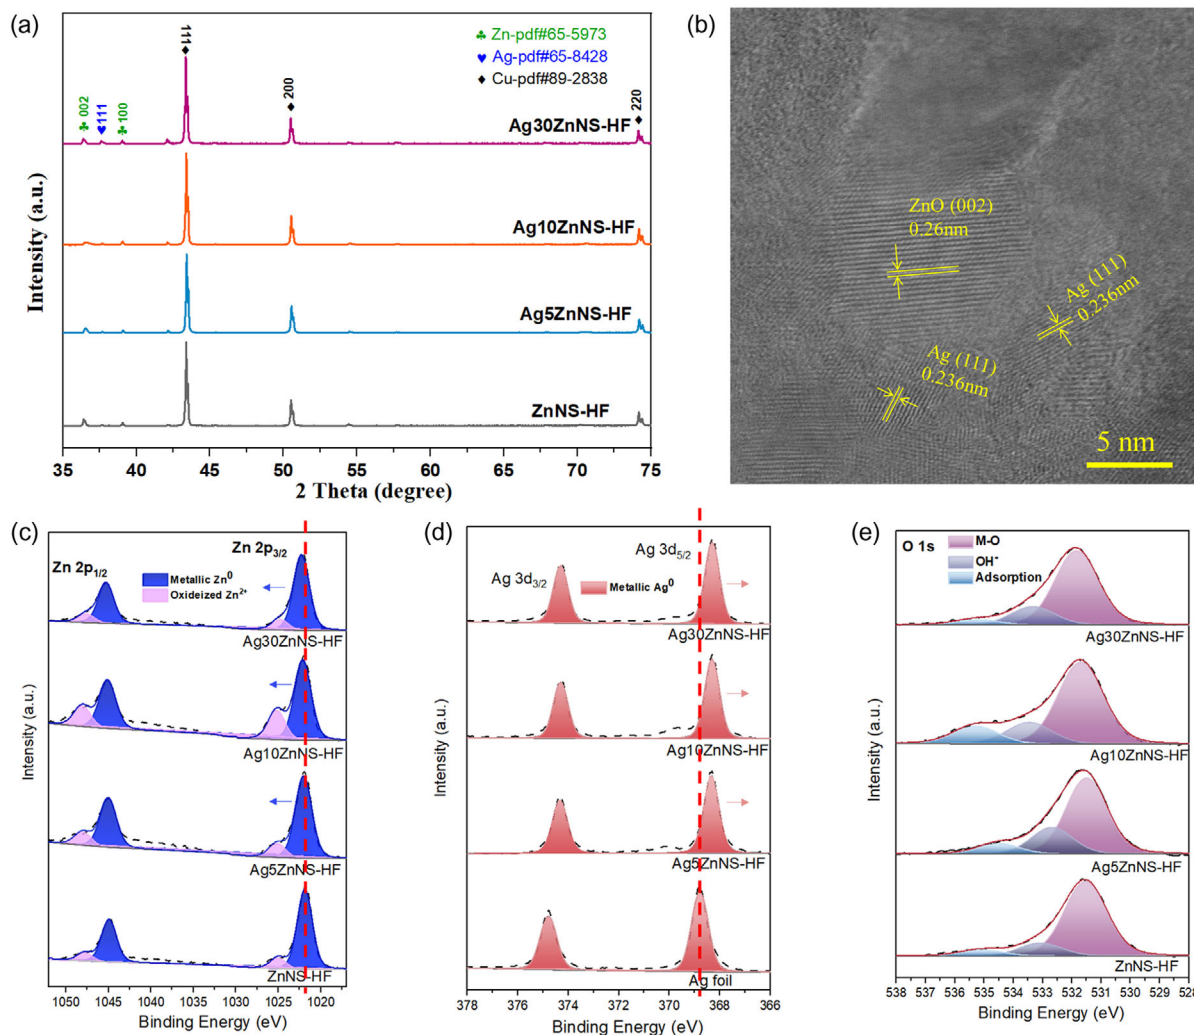 (a)
♣ Zn-pdf#65-5973
♥ Ag-pdf#65-8428
♦ Cu-pdf#89-2838
♣ 002
♥111
♣ 100
♦ 111
♦ 200
♦ 220
Ag30ZnNS-HF
Ag10ZnNS-HF
Ag5ZnNS-HF
ZnNS-HF
Intensity (a.u.)
35 40 45 50 55 60 65 70 75
2 Theta (degree)
(b)
ZnO (002)
0.26nm
Ag (111)
0.236nm
Ag (111)
0.236nm
5 nm
(c)
Zn 2p3/2
Zn 2p1/2
Metallic Zn⁰
Oxideized Zn²⁺
Ag30ZnNS-HF
Ag10ZnNS-HF
Ag5ZnNS-HF
ZnNS-HF
Intensity (a.u.)
1050 1045 1040 1035 1030 1025 1020
Binding Energy (eV)
(d)
Ag 3d5/2
Ag 3d3/2
Metallic Ag⁰
Ag30ZnNS-HF
Ag10ZnNS-HF
Ag5ZnNS-HF
Ag foil
Intensity (a.u.)
378 376 374 372 370 368 366
Binding Energy (eV)
(e)
O 1s
M-O
OH⁻
Adsorption
Ag30ZnNS-HF
Ag10ZnNS-HF
Ag5ZnNS-HF
ZnNS-HF
Intensity (a.u.)
538 537 536 535 534 533 532 531 530 529 528
Binding Energy (eV)